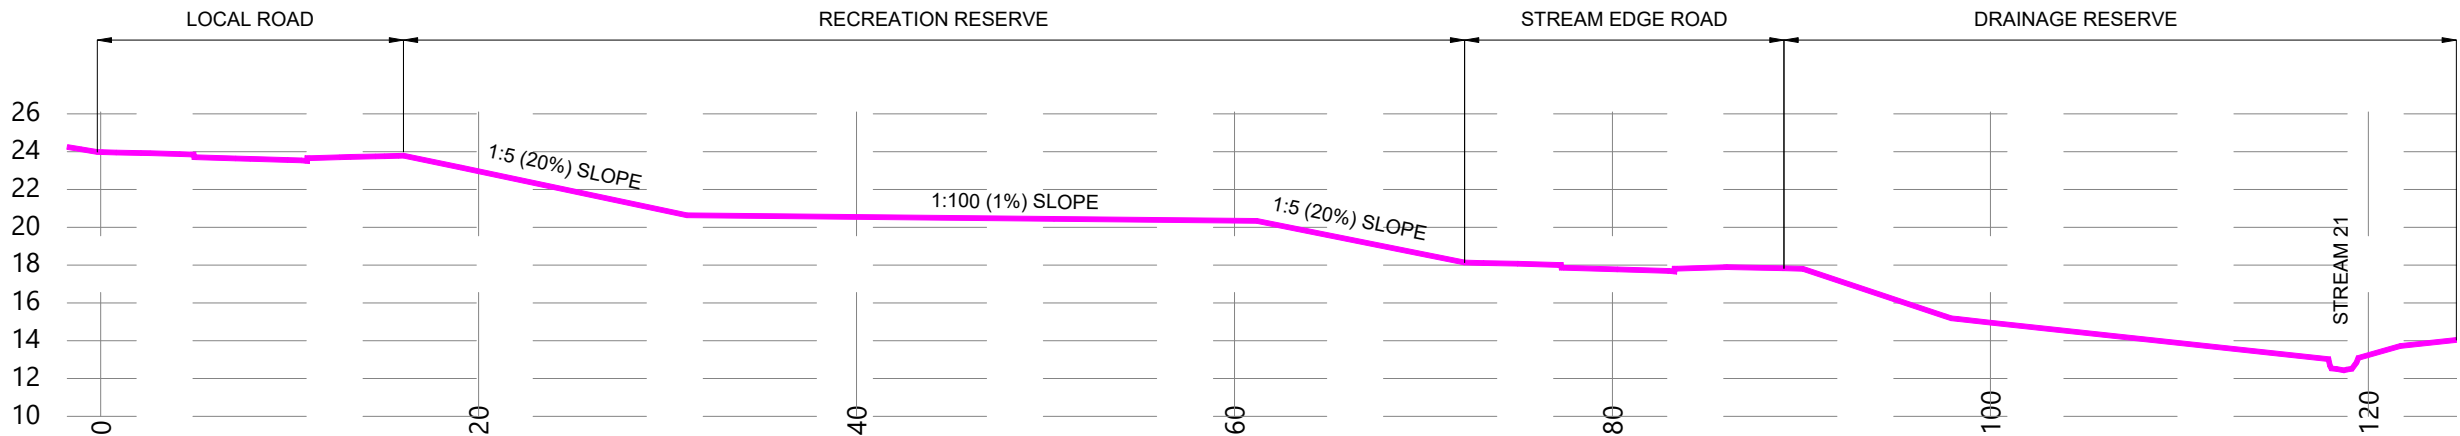 LOCAL ROAD
RECREATION RESERVE
STREAM EDGE ROAD
DRAINAGE RESERVE
26
24
22
20
18
16
14
12
10
1:5 (20%) SLOPE
1:100 (1%) SLOPE
1:5 (20%) SLOPE
STREAM 21
0
20
40
60
80
100
120